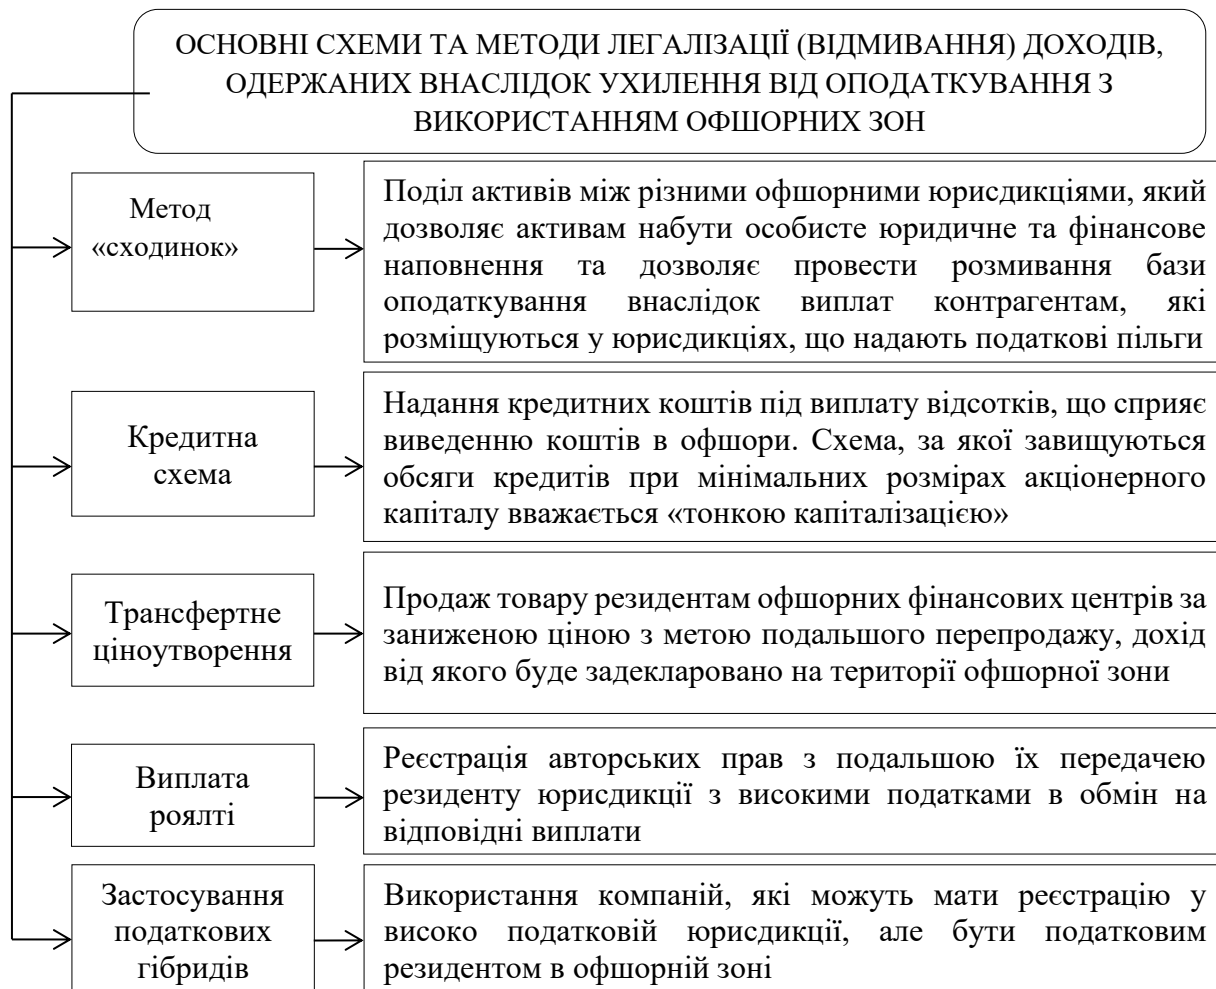 ОСНОВНІ СХЕМИ ТА МЕТОДИ ЛЕГАЛІЗАЦІЇ (ВІДМИВАННЯ) ДОХОДІВ,
ОДЕРЖАНИХ ВНАСЛІДОК УХИЛЕННЯ ВІД ОПОДАТКУВАННЯ З
ВИКОРИСТАННЯМ ОФШОРНИХ ЗОН
Метод
«сходинок»
Поділ активів між різними офшорними юрисдикціями, який
дозволяє активам набути особисте юридичне та фінансове
наповнення та дозволяє провести розмивання бази
оподаткування внаслідок виплат контрагентам, які
розміщуються у юрисдикціях, що надають податкові пільги
Кредитна
схема
Надання кредитних коштів під виплату відсотків, що сприяє
виведенню коштів в офшори. Схема, за якої завищуються
обсяги кредитів при мінімальних розмірах акціонерного
капіталу вважається «тонкою капіталізацією»
Трансфертне
ціноутворення
Продаж товару резидентам офшорних фінансових центрів за
заниженою ціною з метою подальшого перепродажу, дохід
від якого буде задекларовано на території офшорної зони
Виплата
роялті
Реєстрація авторських прав з подальшою їх передачею
резиденту юрисдикції з високими податками в обмін на
відповідні виплати
Застосування
податкових
гібридів
Використання компаній, які можуть мати реєстрацію у
високо податковій юрисдикції, але бути податковим
резидентом в офшорній зоні